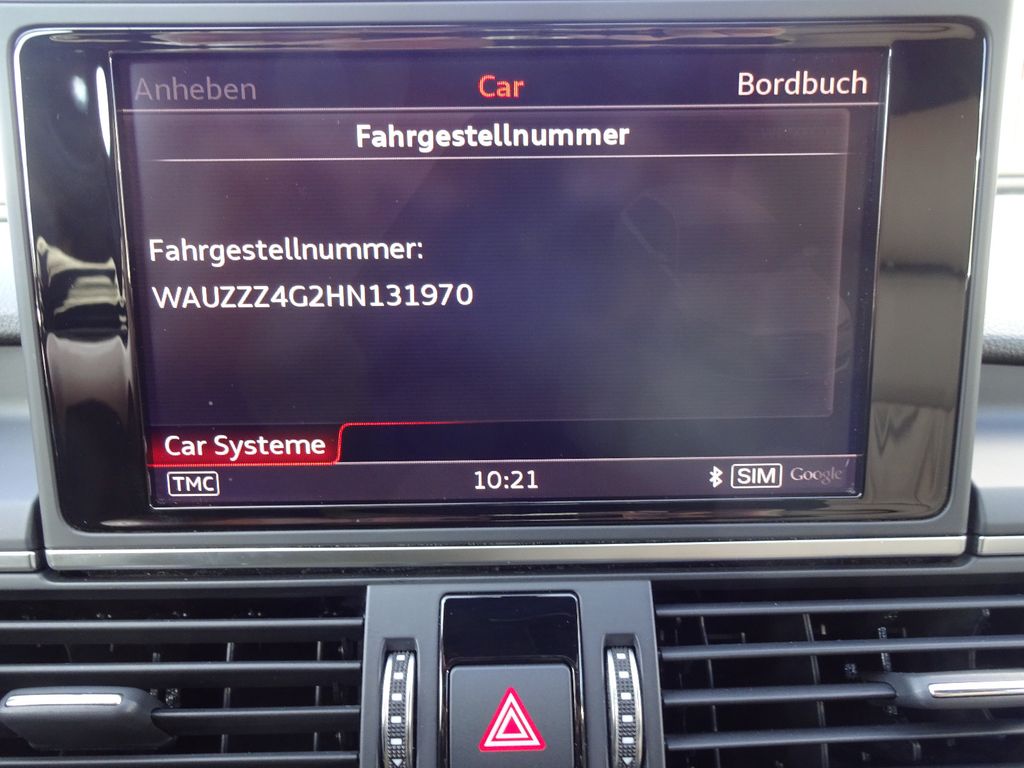 Anheben Car Bordbuch
Fahrgestellnummer
Fahrgestellnummer:
WAUZZZ4G2HN131970
Car Systeme
TMC 10:21 SIM Google